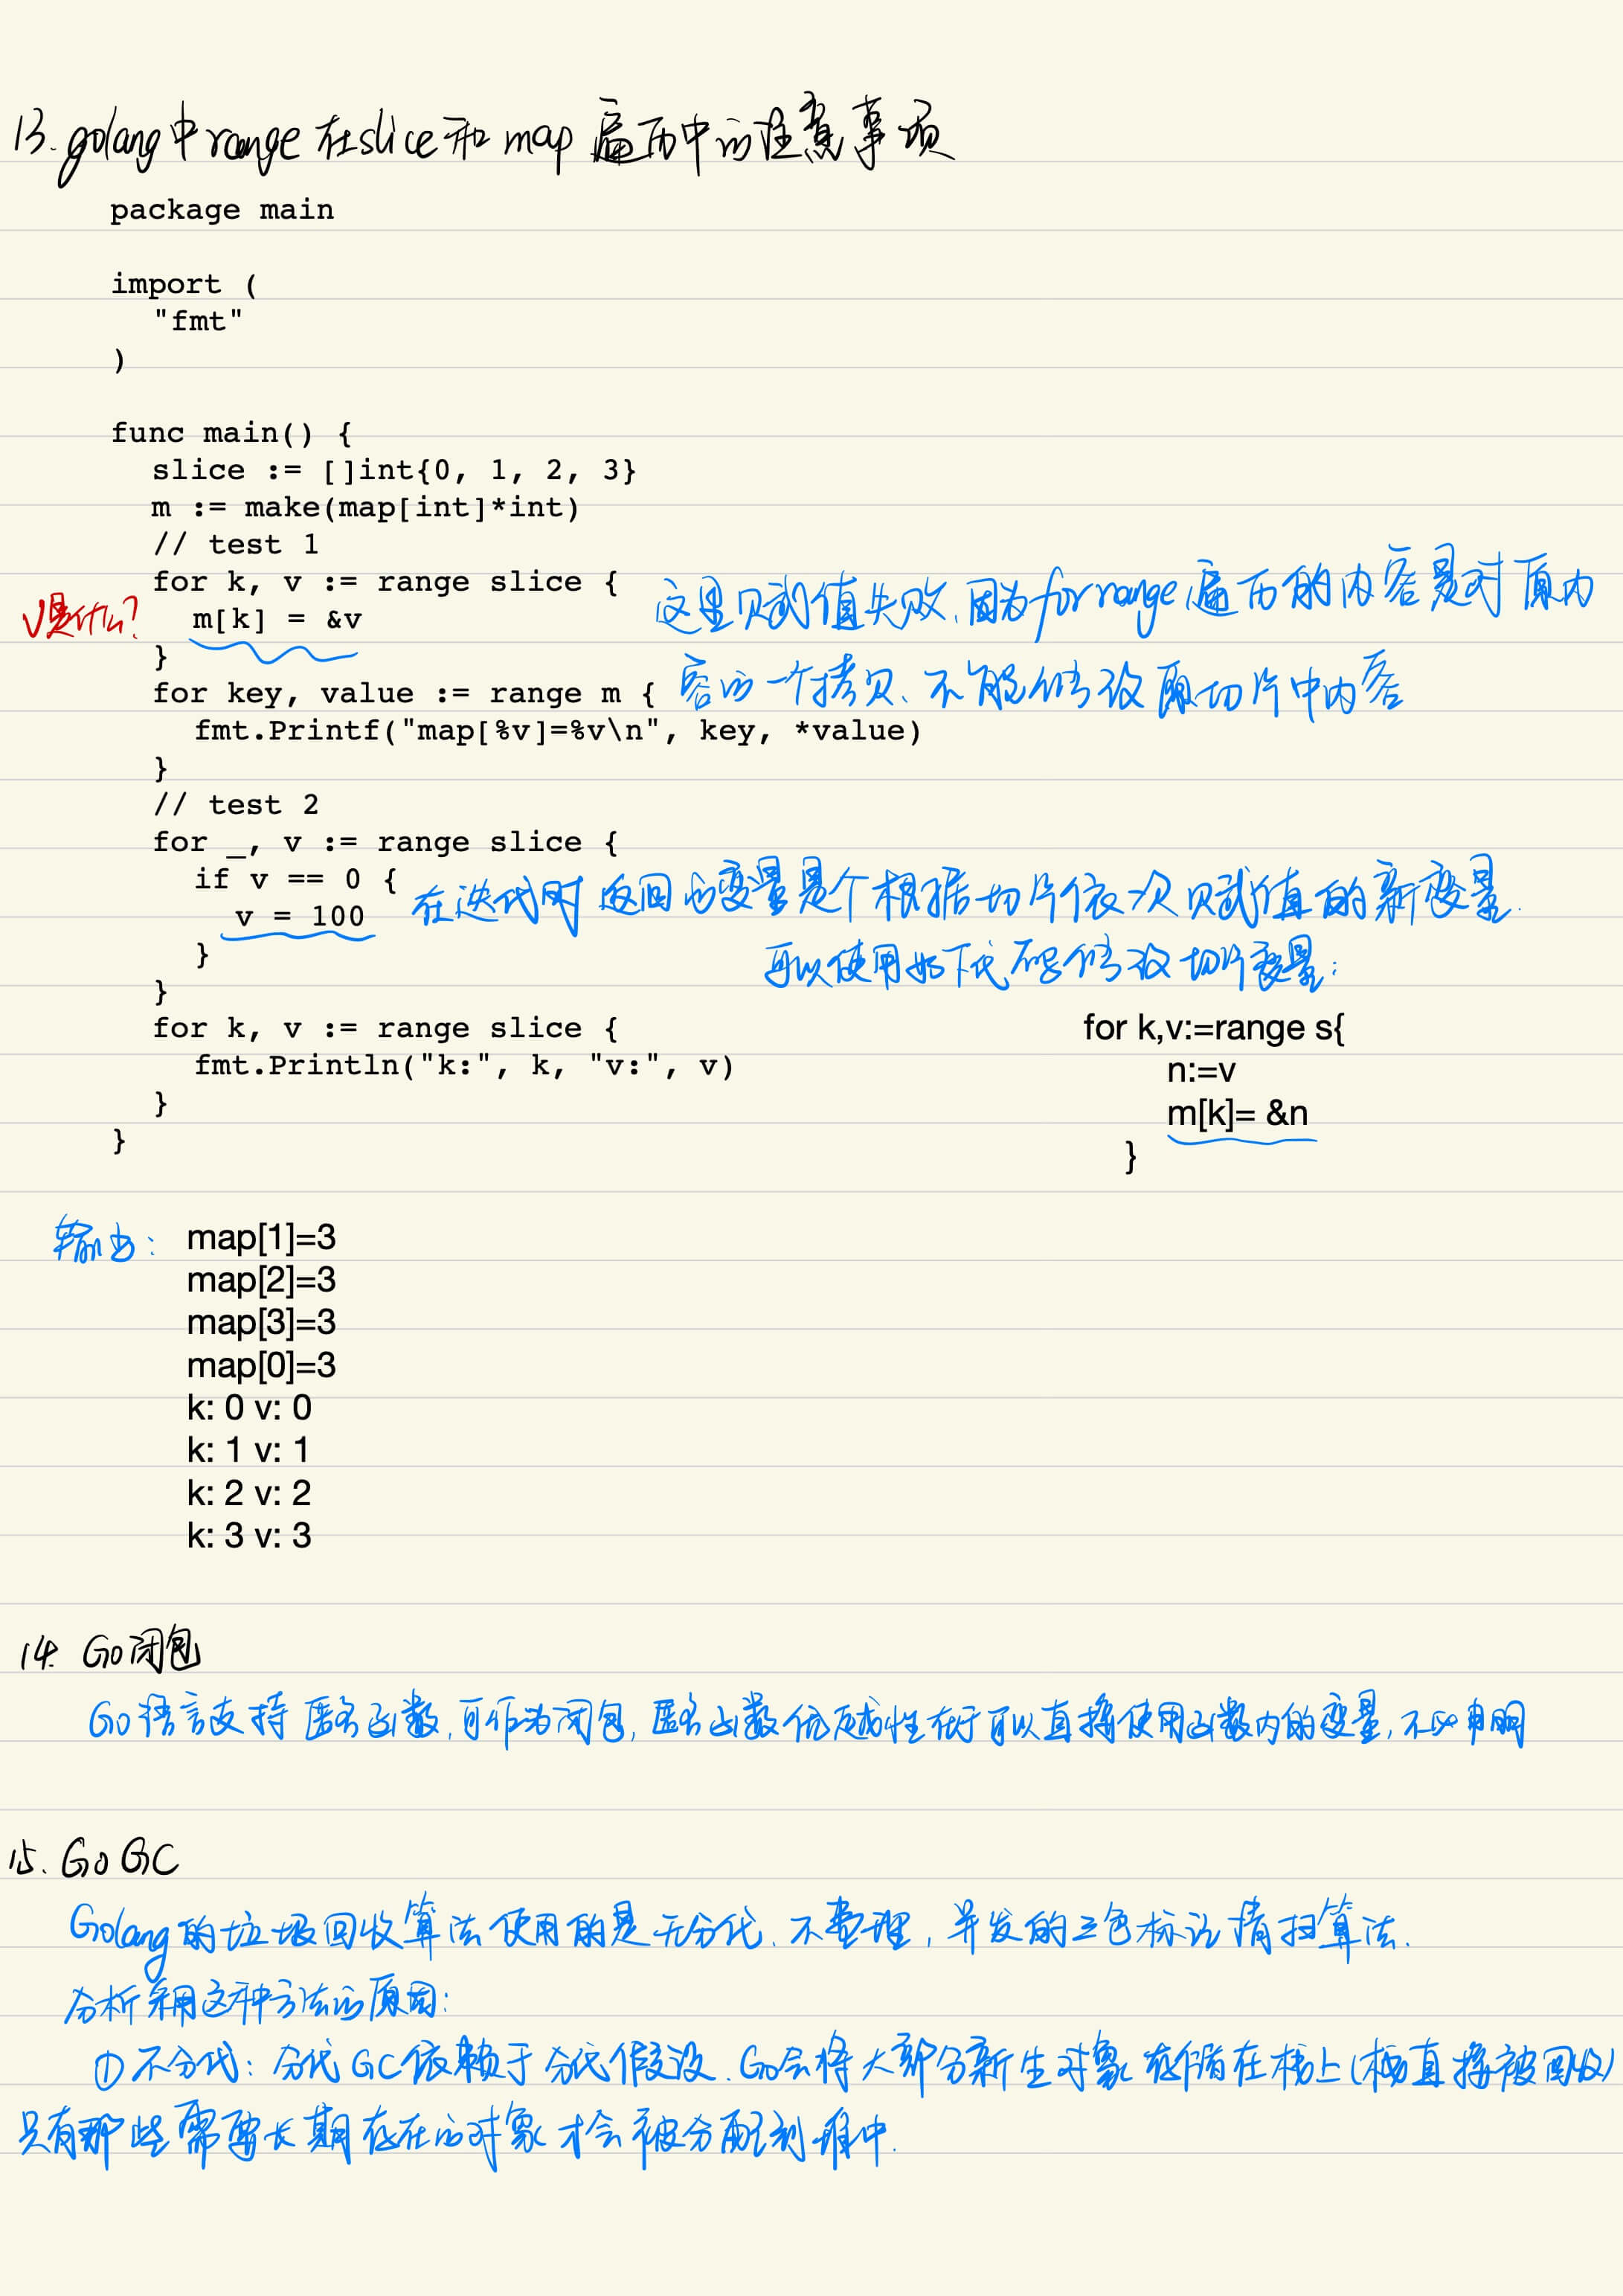 13. golang中range在slice和map遍历中的注意事项
package main
import (
"fmt"
)
func main() {
slice := []int{0, 1, 2, 3}
m := make(map[int]*int)
// test 1
for k, v := range slice {
这里赋值失败,因为for range遍历的内容是对原内
v是什么?
m[k] = &v
}
容的一个拷贝、不能修改原切片中内容
for key, value := range m {
fmt.Printf("map[%v]=%v\n", key, *value)
}
// test 2
for _, v := range slice {
if v == 0 {
在迭代时返回的变量是个根据切片依次赋值的新变量.
v = 100
}
可以使用如下代码修改切片变量:
}
for k, v := range slice {
fmt.Println("k:", k, "v:", v)
}
}
for k,v:=range s{
n:=v
m[k]= &n
}
输出:
map[1]=3
map[2]=3
map[3]=3
map[0]=3
k: 0 v: 0
k: 1 v: 1
k: 2 v: 2
k: 3 v: 3
14. Go闭包
Go语言支持匿名函数,可作为闭包,匿名函数优越性在于可以直接使用函数内的变量,不必申明
15. Go GC
Golang的垃圾回收算法使用的是无分代、不整理,并发的三色标记清扫算法.
分析采用这种方法的原因:
① 不分代: 分代GC依赖于分代假设.Go会将大部分新生对象存储在栈上(栈直接被回收)
只有那些需要长期存在的对象才会被分配到堆中.